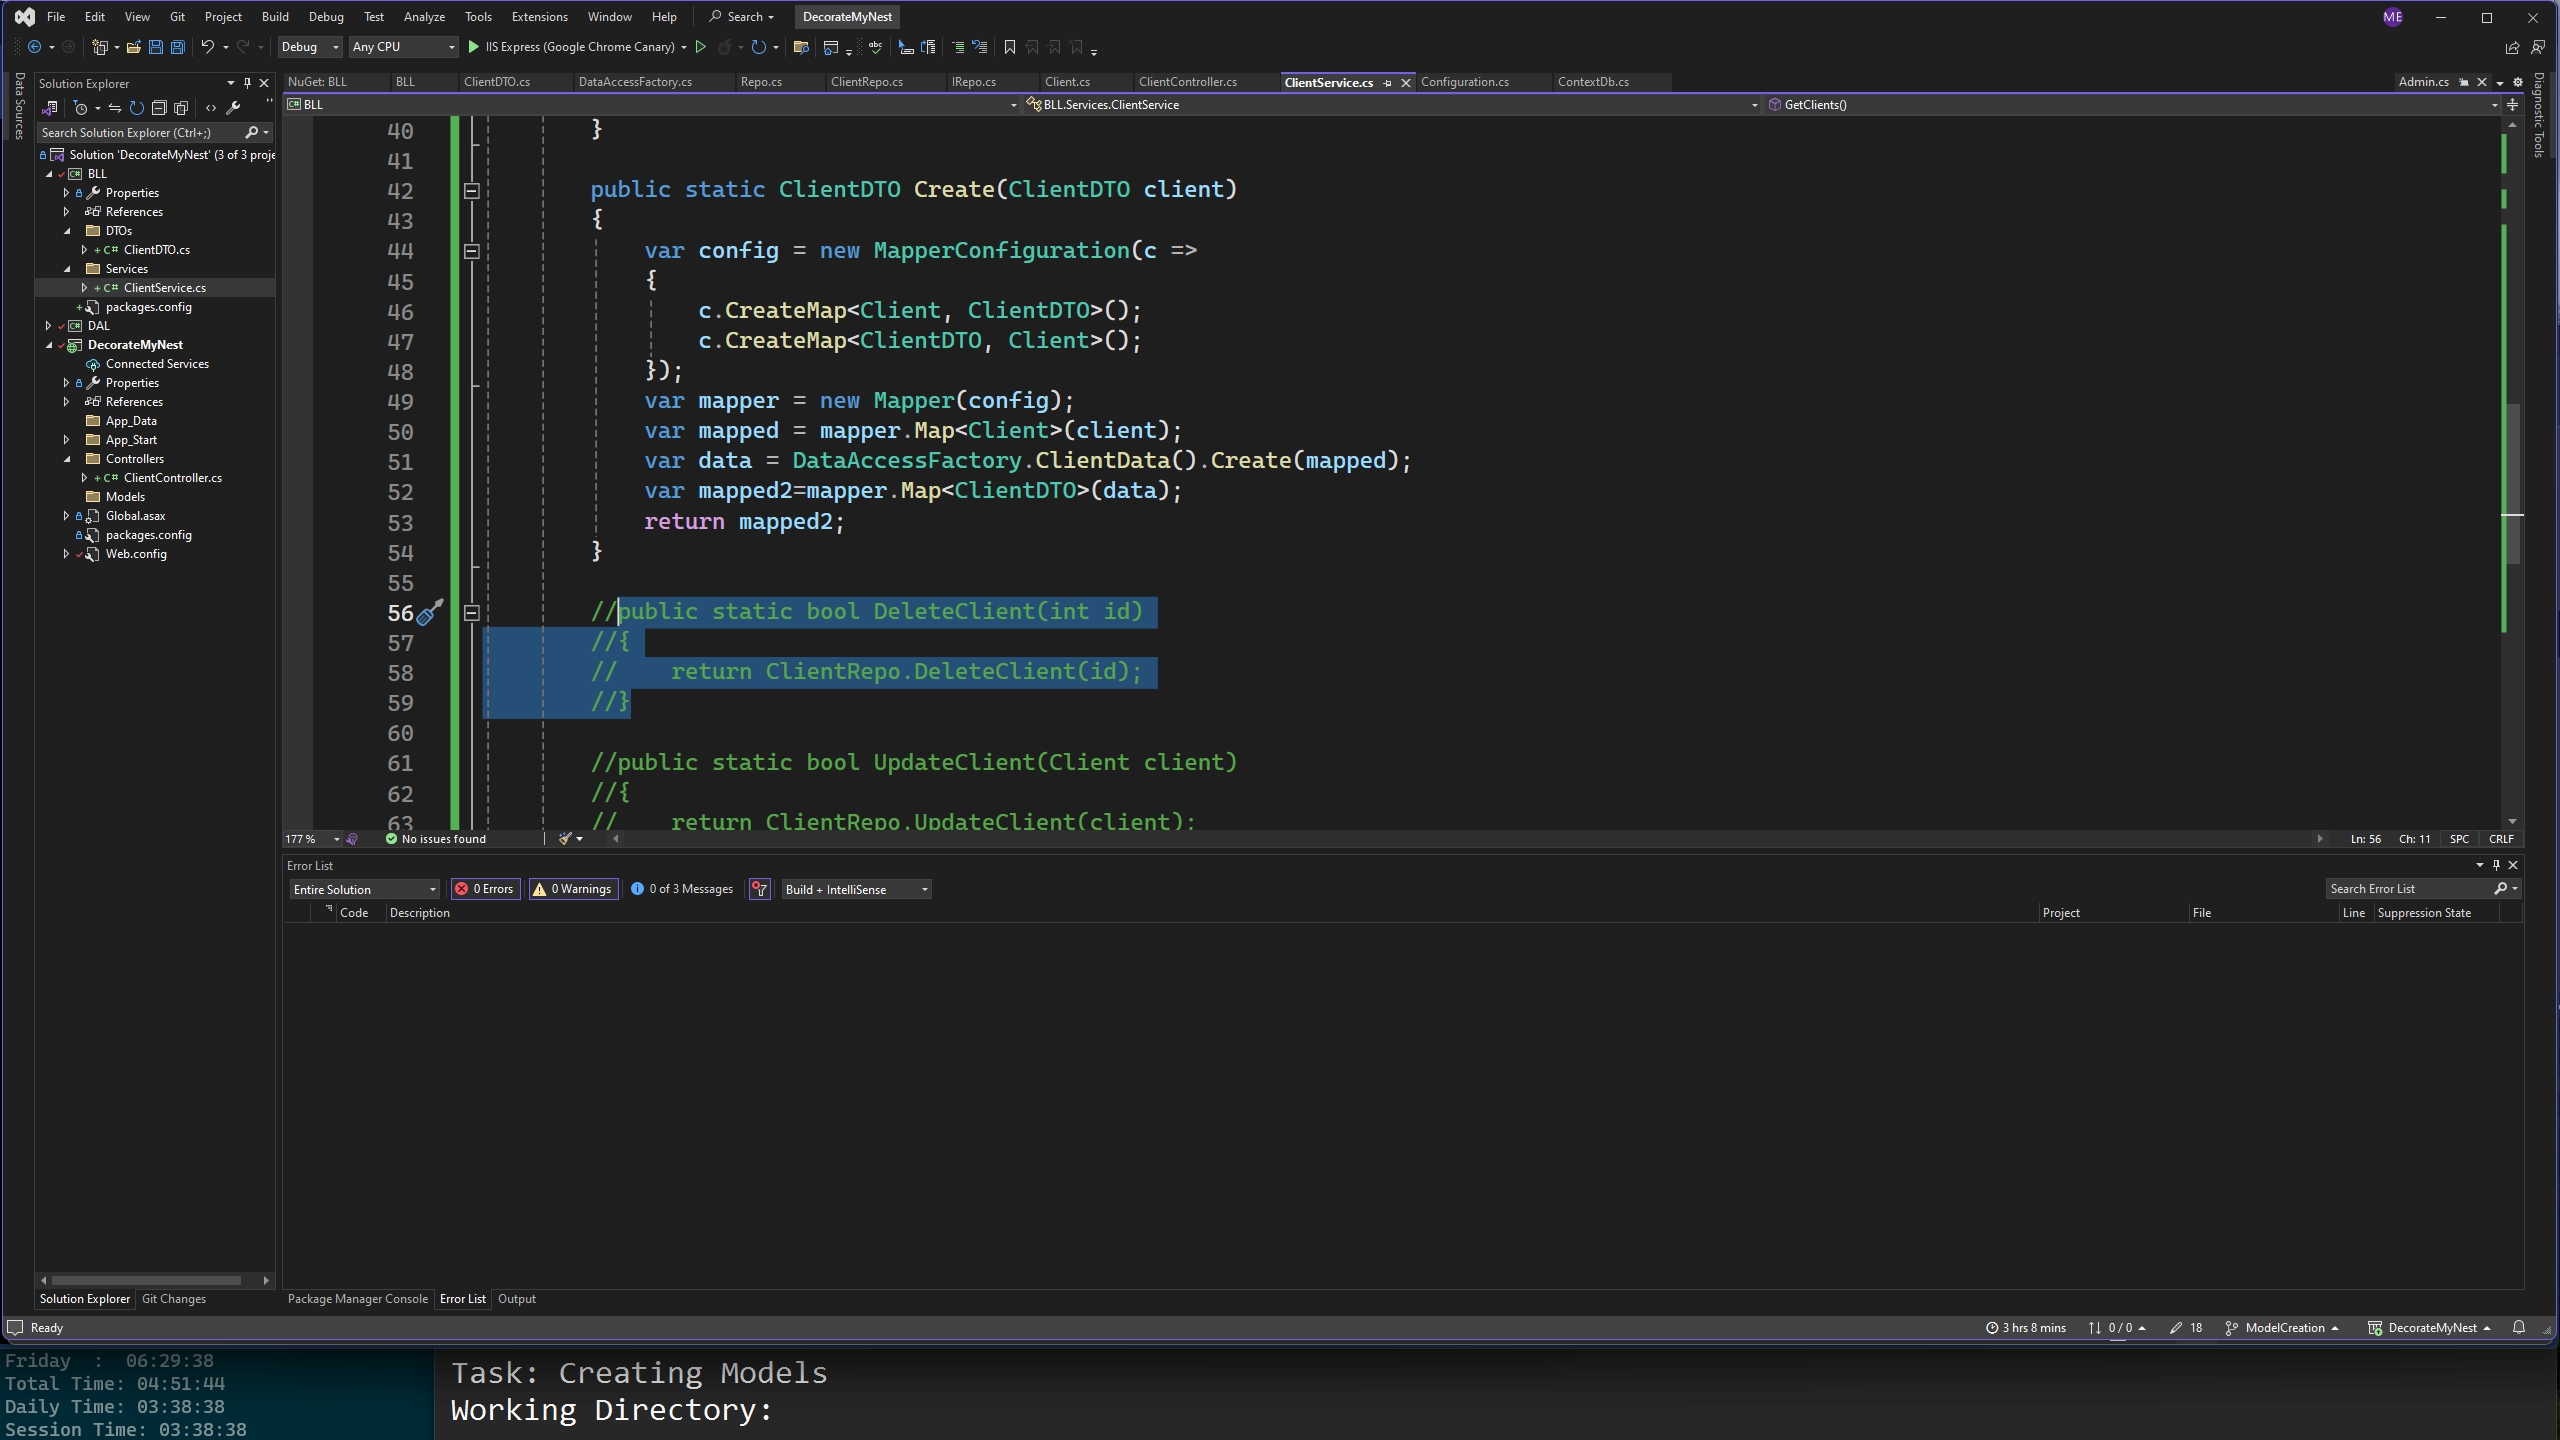 File Edit View Git Project Build Debug Test Analyze Tools Extensions Window Help Search DecorateMyNest ME
Debug Any CPU IIS Express (Google Chrome Canary)
Data Sources
Solution Explorer
Search Solution Explorer (Ctrl+;)
Solution 'DecorateMyNest' (3 of 3 proje
BLL
Properties
References
DTOs
C# ClientDTO.cs
Services
C# ClientService.cs
packages.config
DAL
DecorateMyNest
Connected Services
Properties
References
App_Data
App_Start
Controllers
C# ClientController.cs
Models
Global.asax
packages.config
Web.config
Solution Explorer Git Changes
NuGet: BLL BLL ClientDTO.cs DataAccessFactory.cs Repo.cs ClientRepo.cs IRepo.cs Client.cs ClientController.cs ClientService.cs Configuration.cs ContextDb.cs Admin.cs
BLL BLL.Services.ClientService GetClients()
Diagnostic Tools
40 }
41
42 public static ClientDTO Create(ClientDTO client)
43 {
44 var config = new MapperConfiguration(c =>
45 {
46 c.CreateMap<Client, ClientDTO>();
47 c.CreateMap<ClientDTO, Client>();
48 });
49 var mapper = new Mapper(config);
50 var mapped = mapper.Map<Client>(client);
51 var data = DataAccessFactory.ClientData().Create(mapped);
52 var mapped2=mapper.Map<ClientDTO>(data);
53 return mapped2;
54 }
55
56 //public static bool DeleteClient(int id)
57 //{
58 //    return ClientRepo.DeleteClient(id);
59 //}
60
61 //public static bool UpdateClient(Client client)
62 //{
63 //    return ClientRepo.UpdateClient(client);
177 % No issues found Ln: 56 Ch: 11 SPC CRLF
Error List
Entire Solution 0 Errors 0 Warnings 0 of 3 Messages Build + IntelliSense Search Error List
Code Description Project File Line Suppression State
Package Manager Console Error List Output
Ready 3 hrs 8 mins 0 / 0 18 ModelCreation DecorateMyNest
Friday  :  06:29:38
Total Time: 04:51:44
Daily Time: 03:38:38
Session Time: 03:38:38
Task: Creating Models
Working Directory: